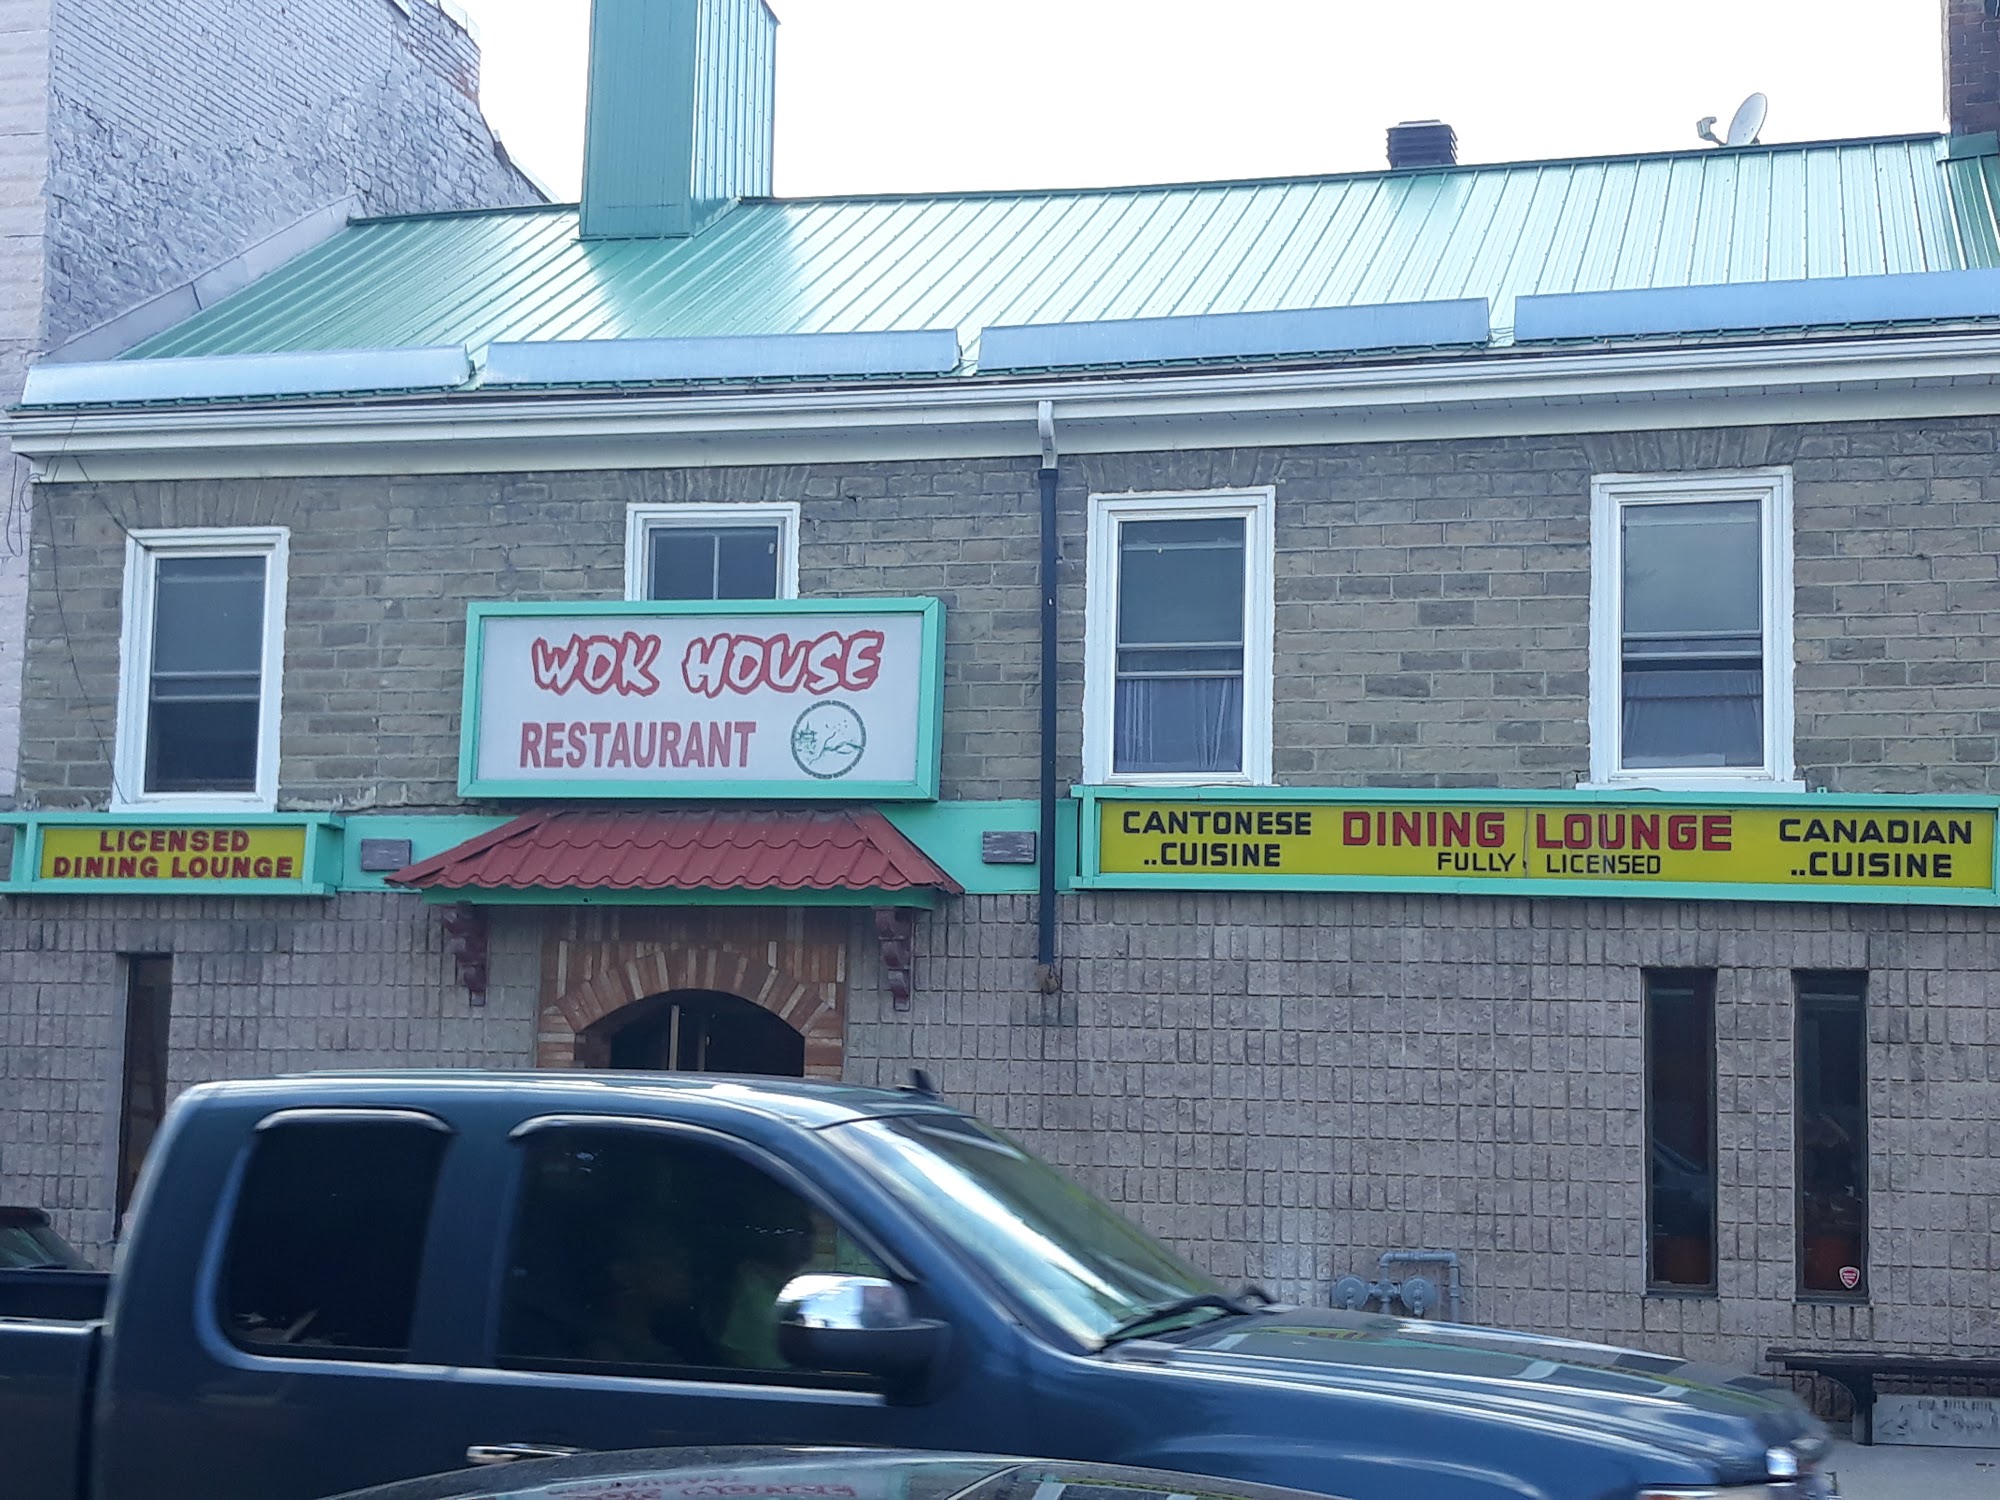 WOK HOUSE
RESTAURANT
LICENSED
DINING LOUNGE
CANTONESE
..CUISINE
DINING LOUNGE
FULLY LICENSED
CANADIAN
..CUISINE